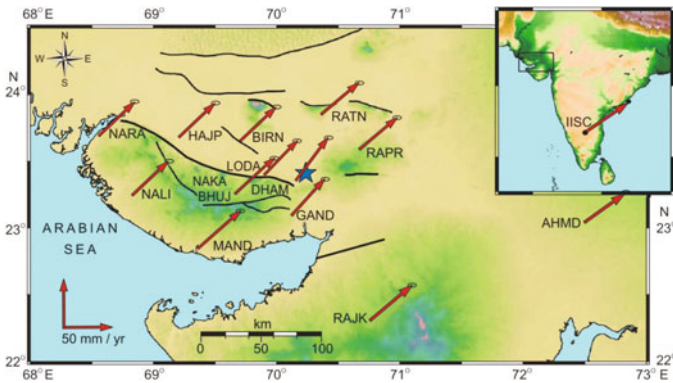 68°E
69°
70°
71°
N
W E
S
N
24°
23°
22°
NARA
HAJP
BIRN
RATN
RAPR
LODA
NAKA
BHUJ
DHAM
NALI
GAND
MAND
RAJK
AHMD
IISC
ARABIAN
SEA
50 mm / yr
km
0 50 100
N
23°
22°
68°E
69°
70°
71°
72°
73° E